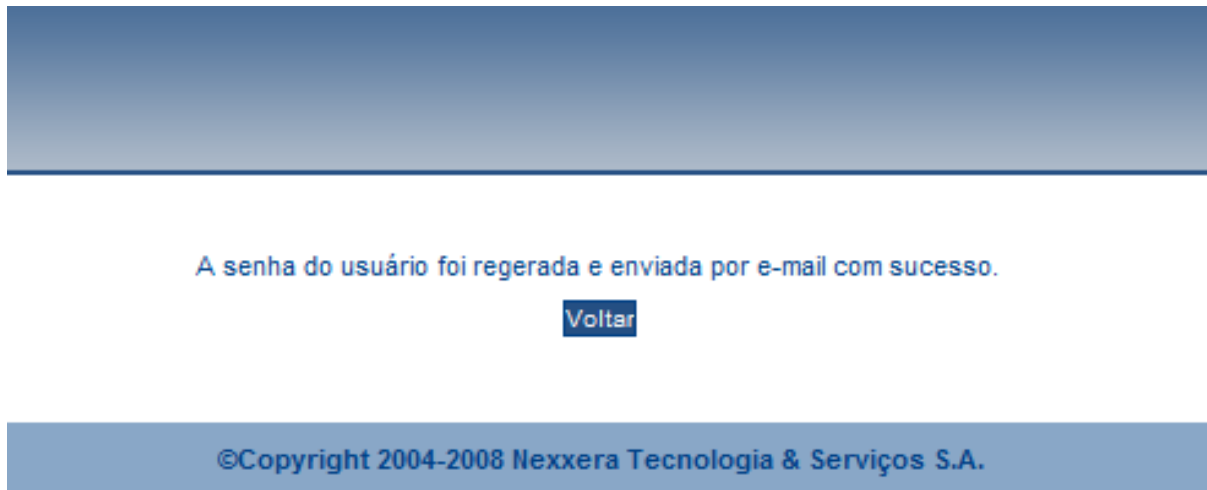 A senha do usuário foi regerada e enviada por e-mail com sucesso.
Voltar
©Copyright 2004-2008 Nexxera Tecnologia & Serviços S.A.